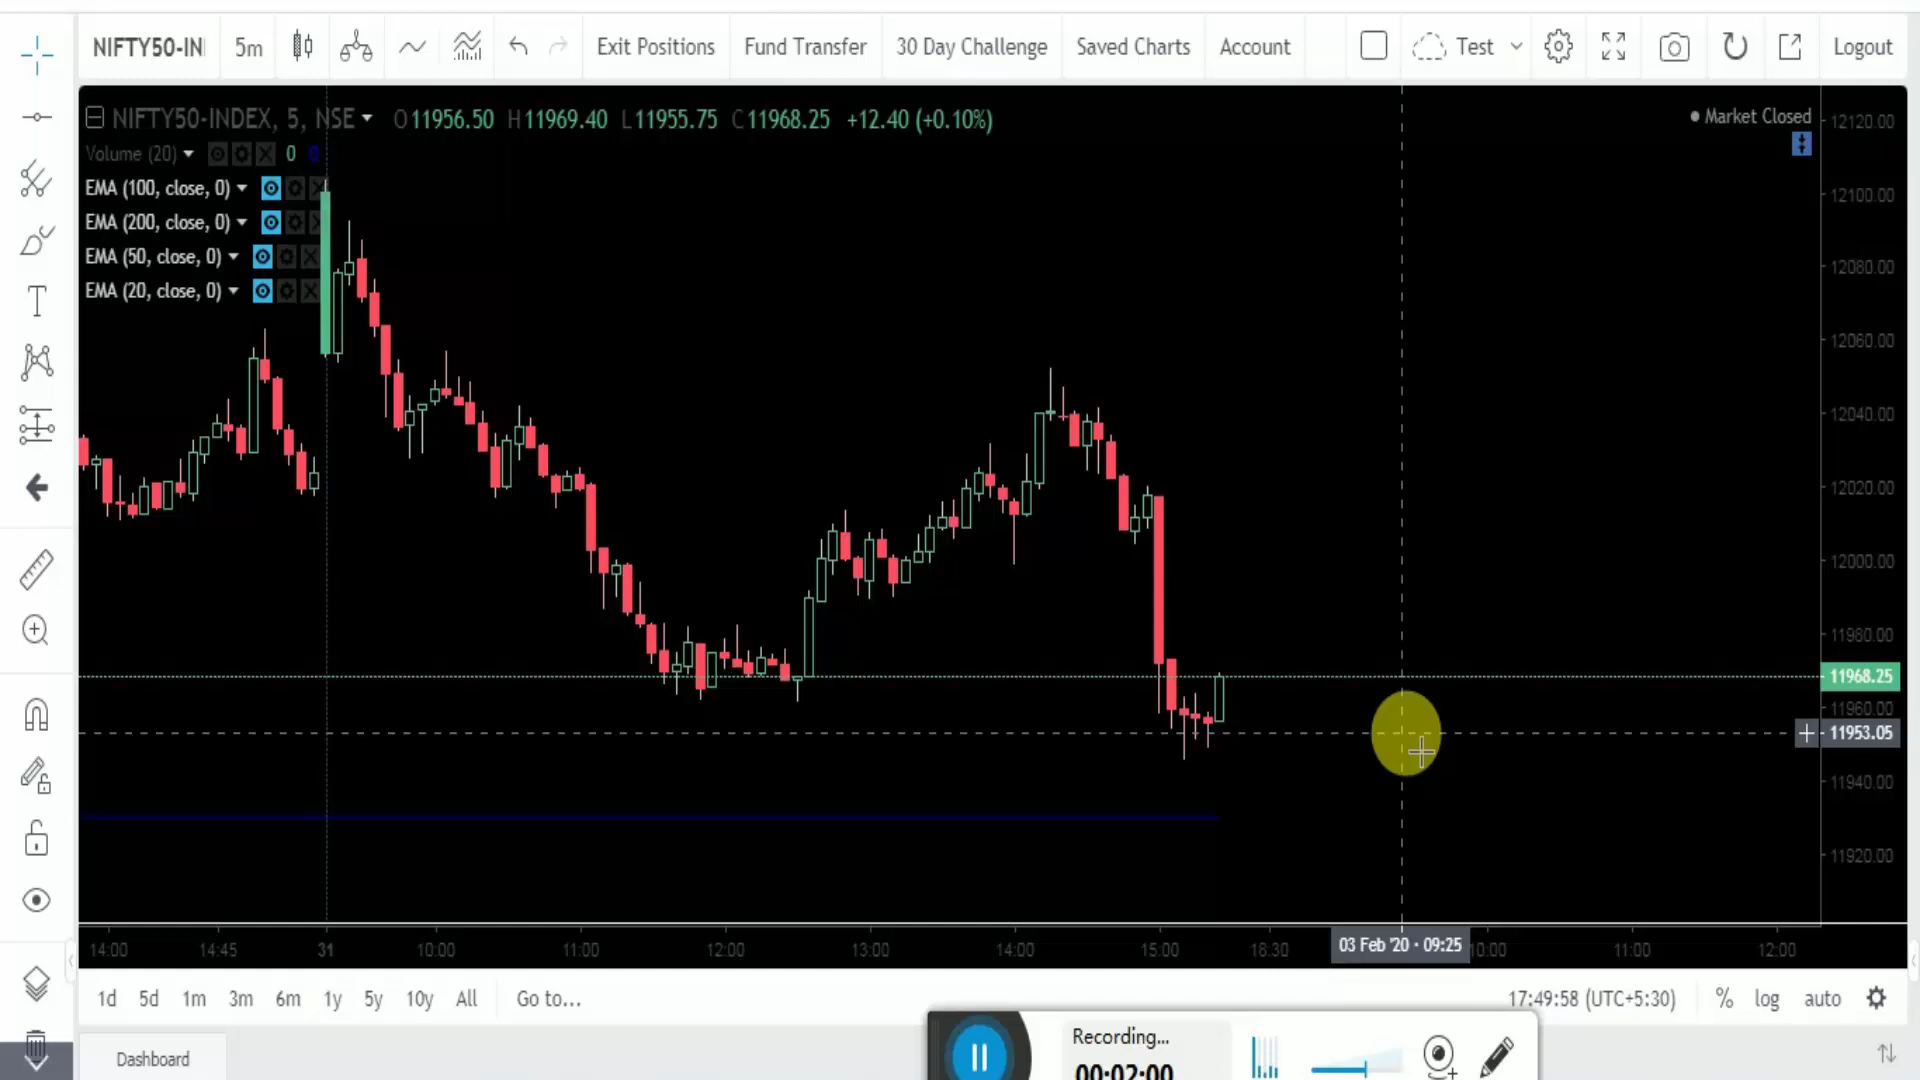 NIFTY50-IN 5m Exit Positions Fund Transfer 30 Day Challenge Saved Charts Account Test Logout
NIFTY50-INDEX, 5, NSE O11956.50 H11969.40 L11955.75 C11968.25 +12.40 (+0.10%)
Market Closed
Volume (20) 0 0
EMA (100, close, 0)
EMA (200, close, 0)
EMA (50, close, 0)
EMA (20, close, 0)
12120.00
12100.00
12080.00
12060.00
12040.00
12020.00
12000.00
11980.00
11968.25
11960.00
11953.05
11940.00
11920.00
14:00 14:45 31 10:00 11:00 12:00 13:00 14:00 15:00 18:30 03 Feb '20 · 09:25 10:00 11:00 12:00
1d 5d 1m 3m 6m 1y 5y 10y All Go to... 17:49:58 (UTC+5:30) % log auto
Dashboard
Recording...
00:02:00